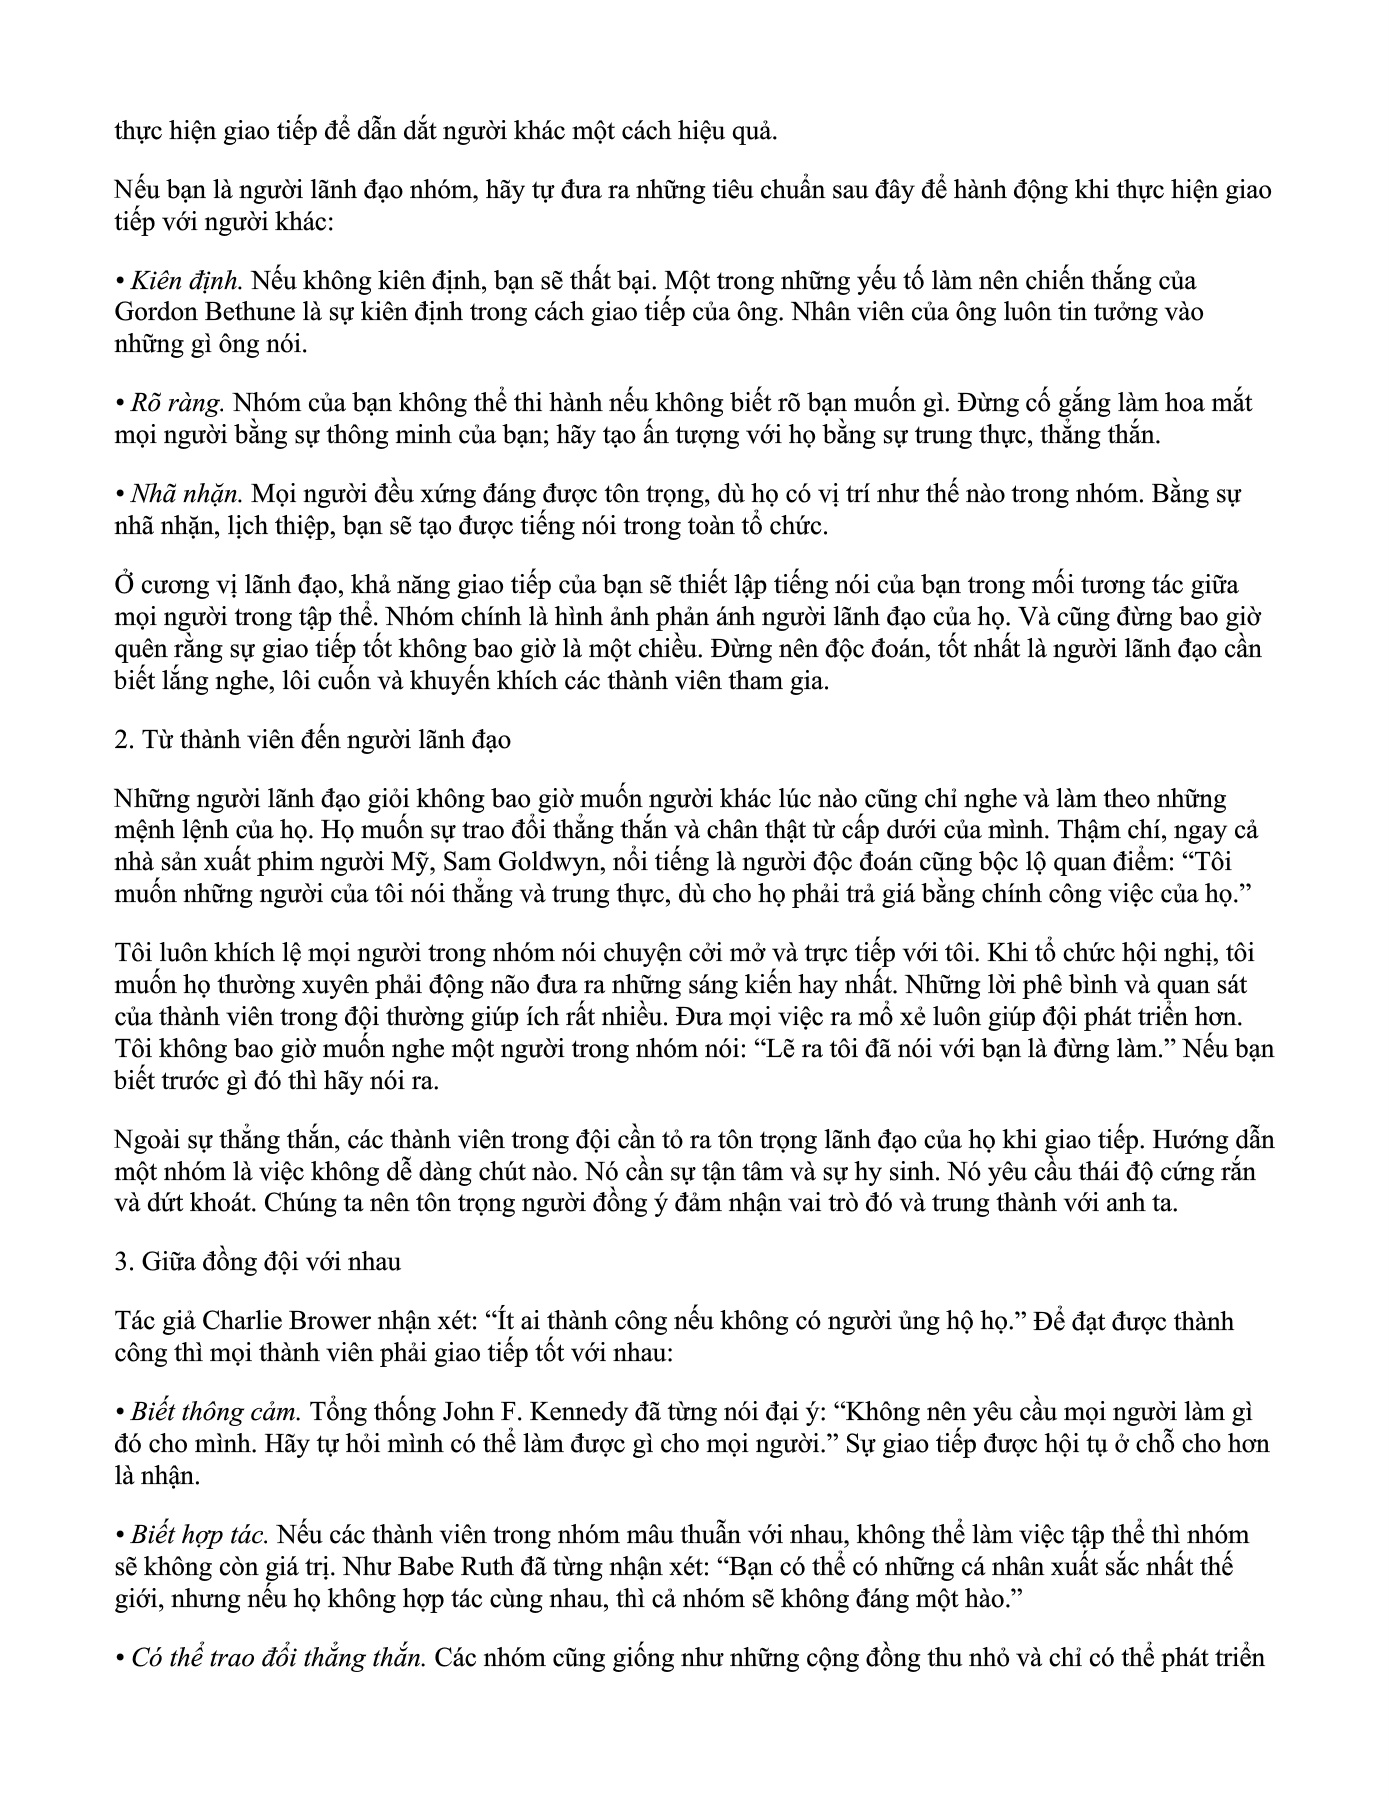 thực hiện giao tiếp để dẫn dắt người khác một cách hiệu quả.
Nếu bạn là người lãnh đạo nhóm, hãy tự đưa ra những tiêu chuẩn sau đây để hành động khi thực hiện giao
tiếp với người khác:
• Kiên định. Nếu không kiên định, bạn sẽ thất bại. Một trong những yếu tố làm nên chiến thắng của
Gordon Bethune là sự kiên định trong cách giao tiếp của ông. Nhân viên của ông luôn tin tưởng vào
những gì ông nói.
• Rõ ràng. Nhóm của bạn không thể thi hành nếu không biết rõ bạn muốn gì. Đừng cố gắng làm hoa mắt
mọi người bằng sự thông minh của bạn; hãy tạo ấn tượng với họ bằng sự trung thực, thẳng thắn.
• Nhã nhặn. Mọi người đều xứng đáng được tôn trọng, dù họ có vị trí như thế nào trong nhóm. Bằng sự
nhã nhặn, lịch thiệp, bạn sẽ tạo được tiếng nói trong toàn tổ chức.
Ở cương vị lãnh đạo, khả năng giao tiếp của bạn sẽ thiết lập tiếng nói của bạn trong mối tương tác giữa
mọi người trong tập thể. Nhóm chính là hình ảnh phản ánh người lãnh đạo của họ. Và cũng đừng bao giờ
quên rằng sự giao tiếp tốt không bao giờ là một chiều. Đừng nên độc đoán, tốt nhất là người lãnh đạo cần
biết lắng nghe, lôi cuốn và khuyến khích các thành viên tham gia.
2. Từ thành viên đến người lãnh đạo
Những người lãnh đạo giỏi không bao giờ muốn người khác lúc nào cũng chỉ nghe và làm theo những
mệnh lệnh của họ. Họ muốn sự trao đổi thẳng thắn và chân thật từ cấp dưới của mình. Thậm chí, ngay cả
nhà sản xuất phim người Mỹ, Sam Goldwyn, nổi tiếng là người độc đoán cũng bộc lộ quan điểm: “Tôi
muốn những người của tôi nói thẳng và trung thực, dù cho họ phải trả giá bằng chính công việc của họ.”
Tôi luôn khích lệ mọi người trong nhóm nói chuyện cởi mở và trực tiếp với tôi. Khi tổ chức hội nghị, tôi
muốn họ thường xuyên phải động não đưa ra những sáng kiến hay nhất. Những lời phê bình và quan sát
của thành viên trong đội thường giúp ích rất nhiều. Đưa mọi việc ra mổ xẻ luôn giúp đội phát triển hơn.
Tôi không bao giờ muốn nghe một người trong nhóm nói: “Lẽ ra tôi đã nói với bạn là đừng làm.” Nếu bạn
biết trước gì đó thì hãy nói ra.
Ngoài sự thẳng thắn, các thành viên trong đội cần tỏ ra tôn trọng lãnh đạo của họ khi giao tiếp. Hướng dẫn
một nhóm là việc không dễ dàng chút nào. Nó cần sự tận tâm và sự hy sinh. Nó yêu cầu thái độ cứng rắn
và dứt khoát. Chúng ta nên tôn trọng người đồng ý đảm nhận vai trò đó và trung thành với anh ta.
3. Giữa đồng đội với nhau
Tác giả Charlie Brower nhận xét: “Ít ai thành công nếu không có người ủng hộ họ.” Để đạt được thành
công thì mọi thành viên phải giao tiếp tốt với nhau:
• Biết thông cảm. Tổng thống John F. Kennedy đã từng nói đại ý: “Không nên yêu cầu mọi người làm gì
đó cho mình. Hãy tự hỏi mình có thể làm được gì cho mọi người.” Sự giao tiếp được hội tụ ở chỗ cho hơn
là nhận.
• Biết hợp tác. Nếu các thành viên trong nhóm mâu thuẫn với nhau, không thể làm việc tập thể thì nhóm
sẽ không còn giá trị. Như Babe Ruth đã từng nhận xét: “Bạn có thể có những cá nhân xuất sắc nhất thế
giới, nhưng nếu họ không hợp tác cùng nhau, thì cả nhóm sẽ không đáng một hào.”
• Có thể trao đổi thẳng thắn. Các nhóm cũng giống như những cộng đồng thu nhỏ và chỉ có thể phát triển